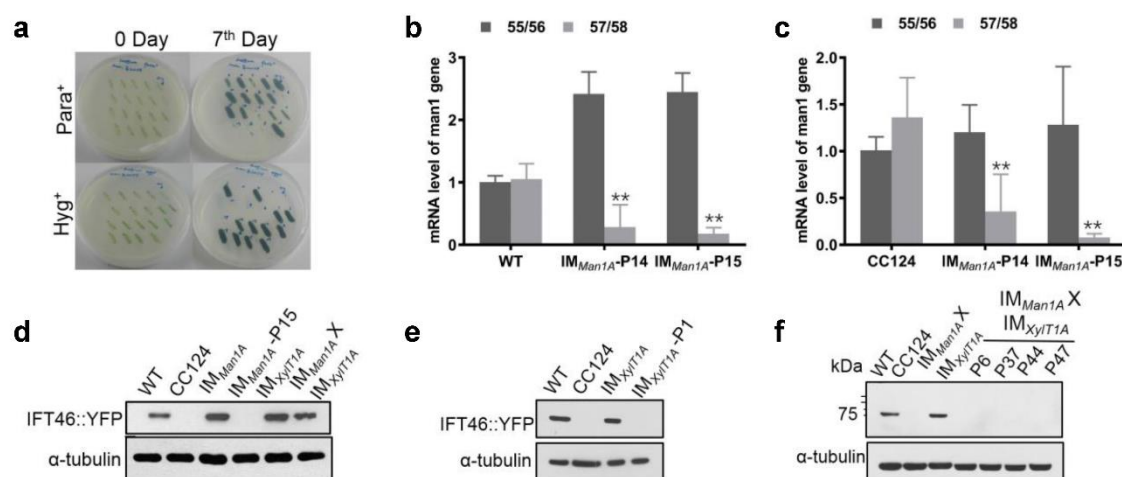 a
0 Day 7th Day
Para+
Hyg+
b
55/56 57/58
mRNA level of man1 gene
3
2
1
0
** **
WT IMMan1A-P14 IMMan1A-P15
c
55/56 57/58
mRNA level of man1 gene
2.0
1.5
1.0
0.5
0.0
** **
CC124 IMMan1A-P14 IMMan1A-P15
d
WT CC124 IMMan1A IMMan1A-P15 IMXylT1A IMMan1A X
IMXylT1A
IFT46::YFP
α-tubulin
e
WT CC124 IMXylT1A IMXylT1A-P1
IFT46::YFP
α-tubulin
f
IMMan1A X
IMXylT1A
WT CC124 IMMan1A X
IMXylT1A P6 P37 P44 P47
kDa
75
α-tubulin